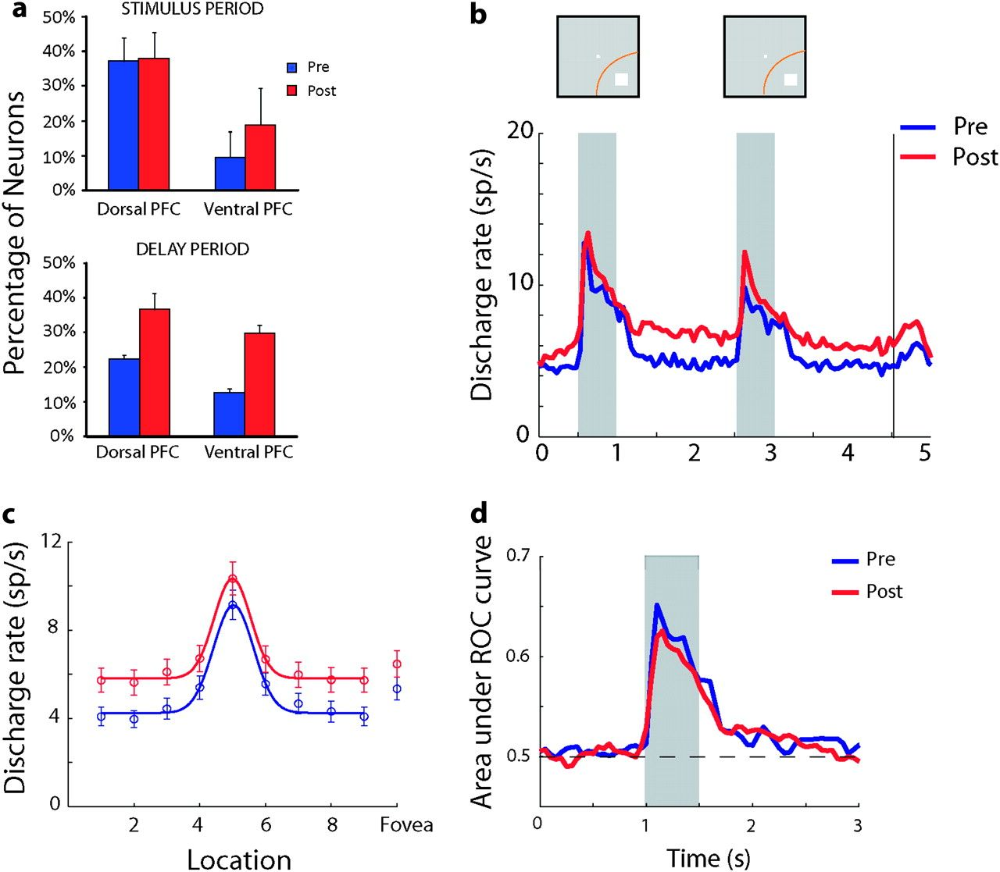 a
STIMULUS PERIOD
50%
40%
30%
20%
10%
0%
Pre
Post
Dorsal PFC
Ventral PFC
Percentage of Neurons
DELAY PERIOD
50%
40%
30%
20%
10%
0%
Dorsal PFC
Ventral PFC
b
Pre
Post
Discharge rate (sp/s)
20
10
0
0 1 2 3 4 5
c
Discharge rate (sp/s)
12
8
4
0
2 4 6 8 Fovea
Location
d
Area under ROC curve
0.7
0.6
0.5
Pre
Post
0 1 2 3
Time (s)